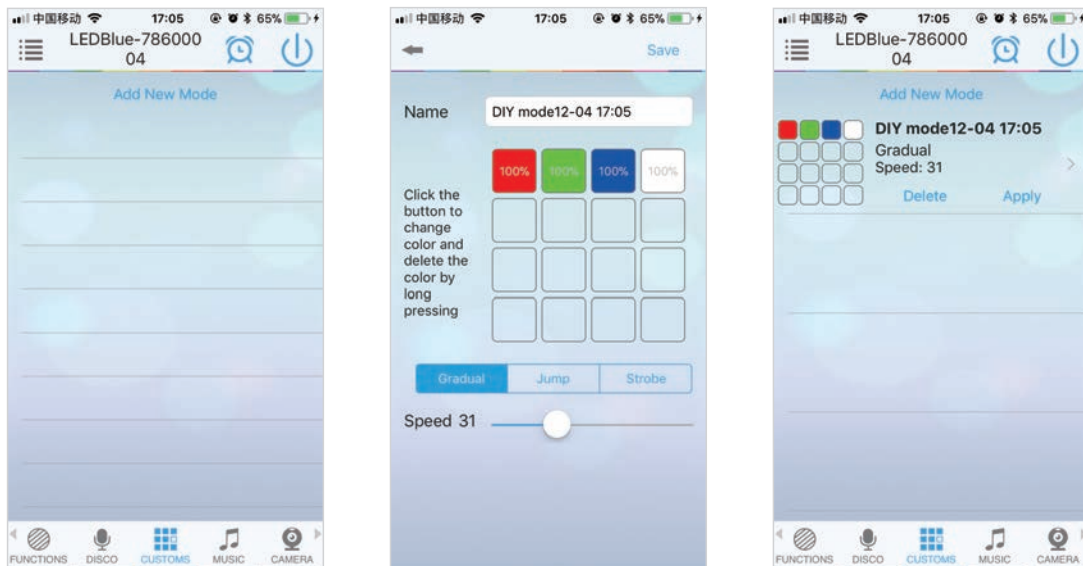 中国移动 17:05 65%
LEDBlue-786000
04
Add New Mode
FUNCTIONS DISCO CUSTOMS MUSIC CAMERA
中国移动 17:05 65%
Save
Name DIY mode12-04 17:05
100% 100% 100% 100%
Click the
button to
change
color and
delete the
color by
long
pressing
Gradual Jump Strobe
Speed 31
中国移动 17:05 65%
LEDBlue-786000
04
Add New Mode
DIY mode12-04 17:05
Gradual
Speed: 31
Delete Apply
FUNCTIONS DISCO CUSTOMS MUSIC CAMERA